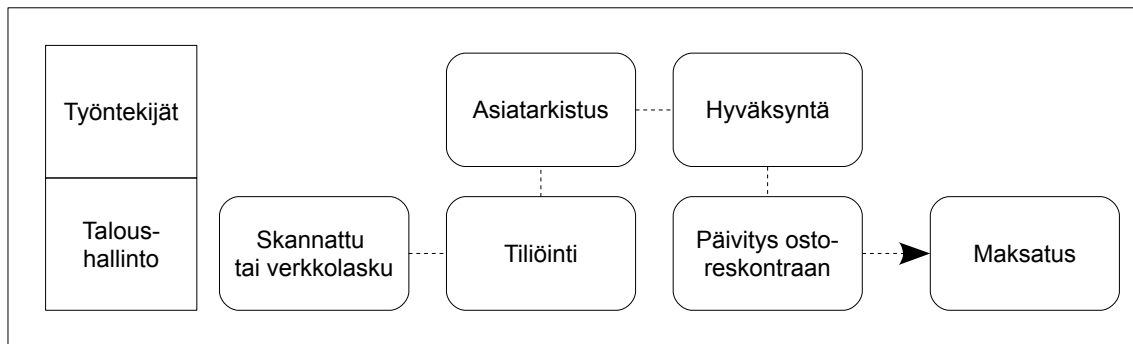 Työntekijät
Asiatarkistus
Hyväksyntä
Talous-
hallinto
Skannattu
tai verkkolasku
Tiliöinti
Päivitys osto-
reskontraan
Maksatus